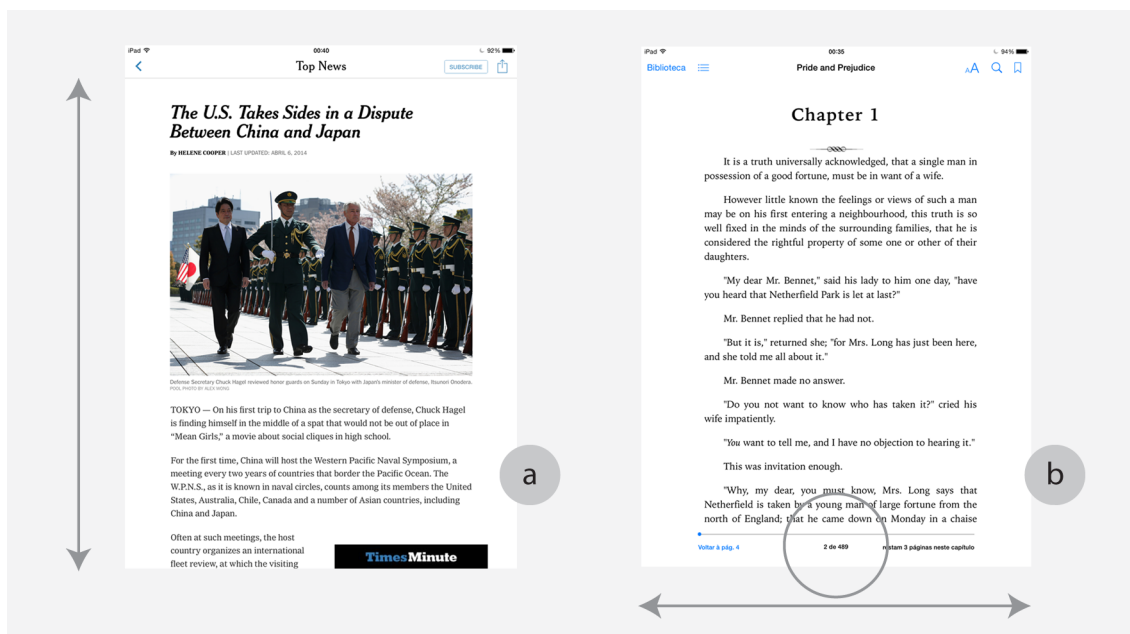 iPad
00:40
92%
Top News
SUBSCRIBE
The U.S. Takes Sides in a Dispute
Between China and Japan
By HELENE COOPER | LAST UPDATED: ABRIL 6, 2014
Defense Secretary Chuck Hagel reviewed honor guards on Sunday in Tokyo with Japan's minister of defense, Itsunori Onodera.
POOL PHOTO BY ALEX WONG
TOKYO — On his first trip to China as the secretary of defense, Chuck Hagel
is finding himself in the middle of a spat that would not be out of place in
“Mean Girls,” a movie about social cliques in high school.
For the first time, China will host the Western Pacific Naval Symposium, a
meeting every two years of countries that border the Pacific Ocean. The
W.P.N.S., as it is known in naval circles, counts among its members the United
States, Australia, Chile, Canada and a number of Asian countries, including
China and Japan.
Often at such meetings, the host
country organizes an international
fleet review, at which the visiting
TimesMinute
a
iPad
00:35
94%
Biblioteca
Pride and Prejudice
AA
Chapter 1
It is a truth universally acknowledged, that a single man in
possession of a good fortune, must be in want of a wife.
However little known the feelings or views of such a man
may be on his first entering a neighbourhood, this truth is so
well fixed in the minds of the surrounding families, that he is
considered the rightful property of some one or other of their
daughters.
"My dear Mr. Bennet," said his lady to him one day, "have
you heard that Netherfield Park is let at last?"
Mr. Bennet replied that he had not.
"But it is," returned she; "for Mrs. Long has just been here,
and she told me all about it."
Mr. Bennet made no answer.
"Do you not want to know who has taken it?" cried his
wife impatiently.
"You want to tell me, and I have no objection to hearing it."
This was invitation enough.
"Why, my dear, you must know, Mrs. Long says that
Netherfield is taken by a young man of large fortune from the
north of England; that he came down on Monday in a chaise
Voltar à pág. 4
2 de 489
restam 3 páginas neste capítulo
b